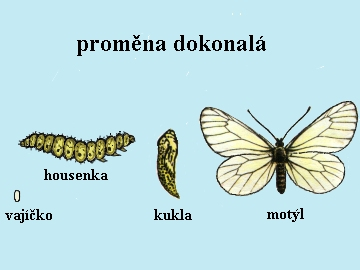 proměna dokonalá
housenka
vajíčko
kukla
motýl